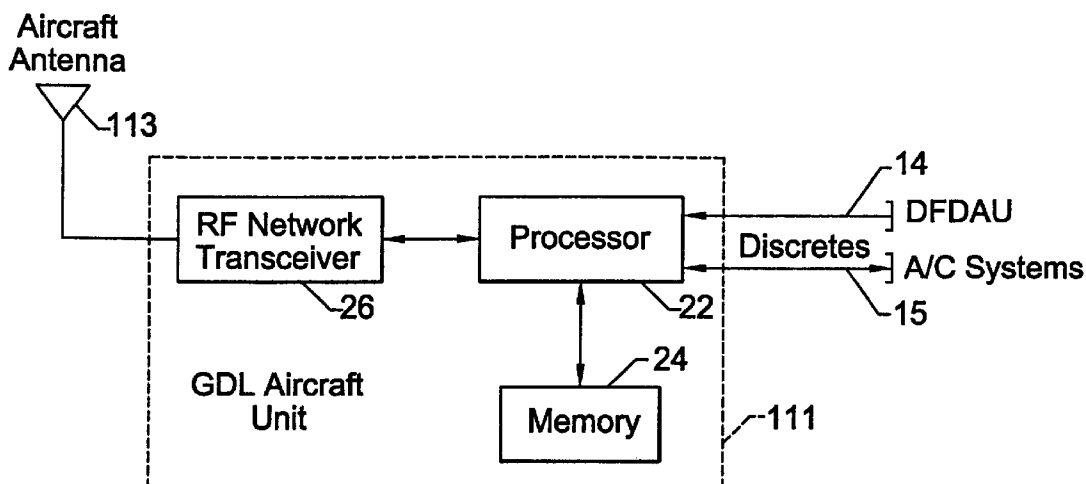 Aircraft
Antenna
113
14
RF Network
Transceiver
Processor
DFDAU
Discretes
A/C Systems
26
22
15
24
GDL Aircraft
Unit
Memory
111